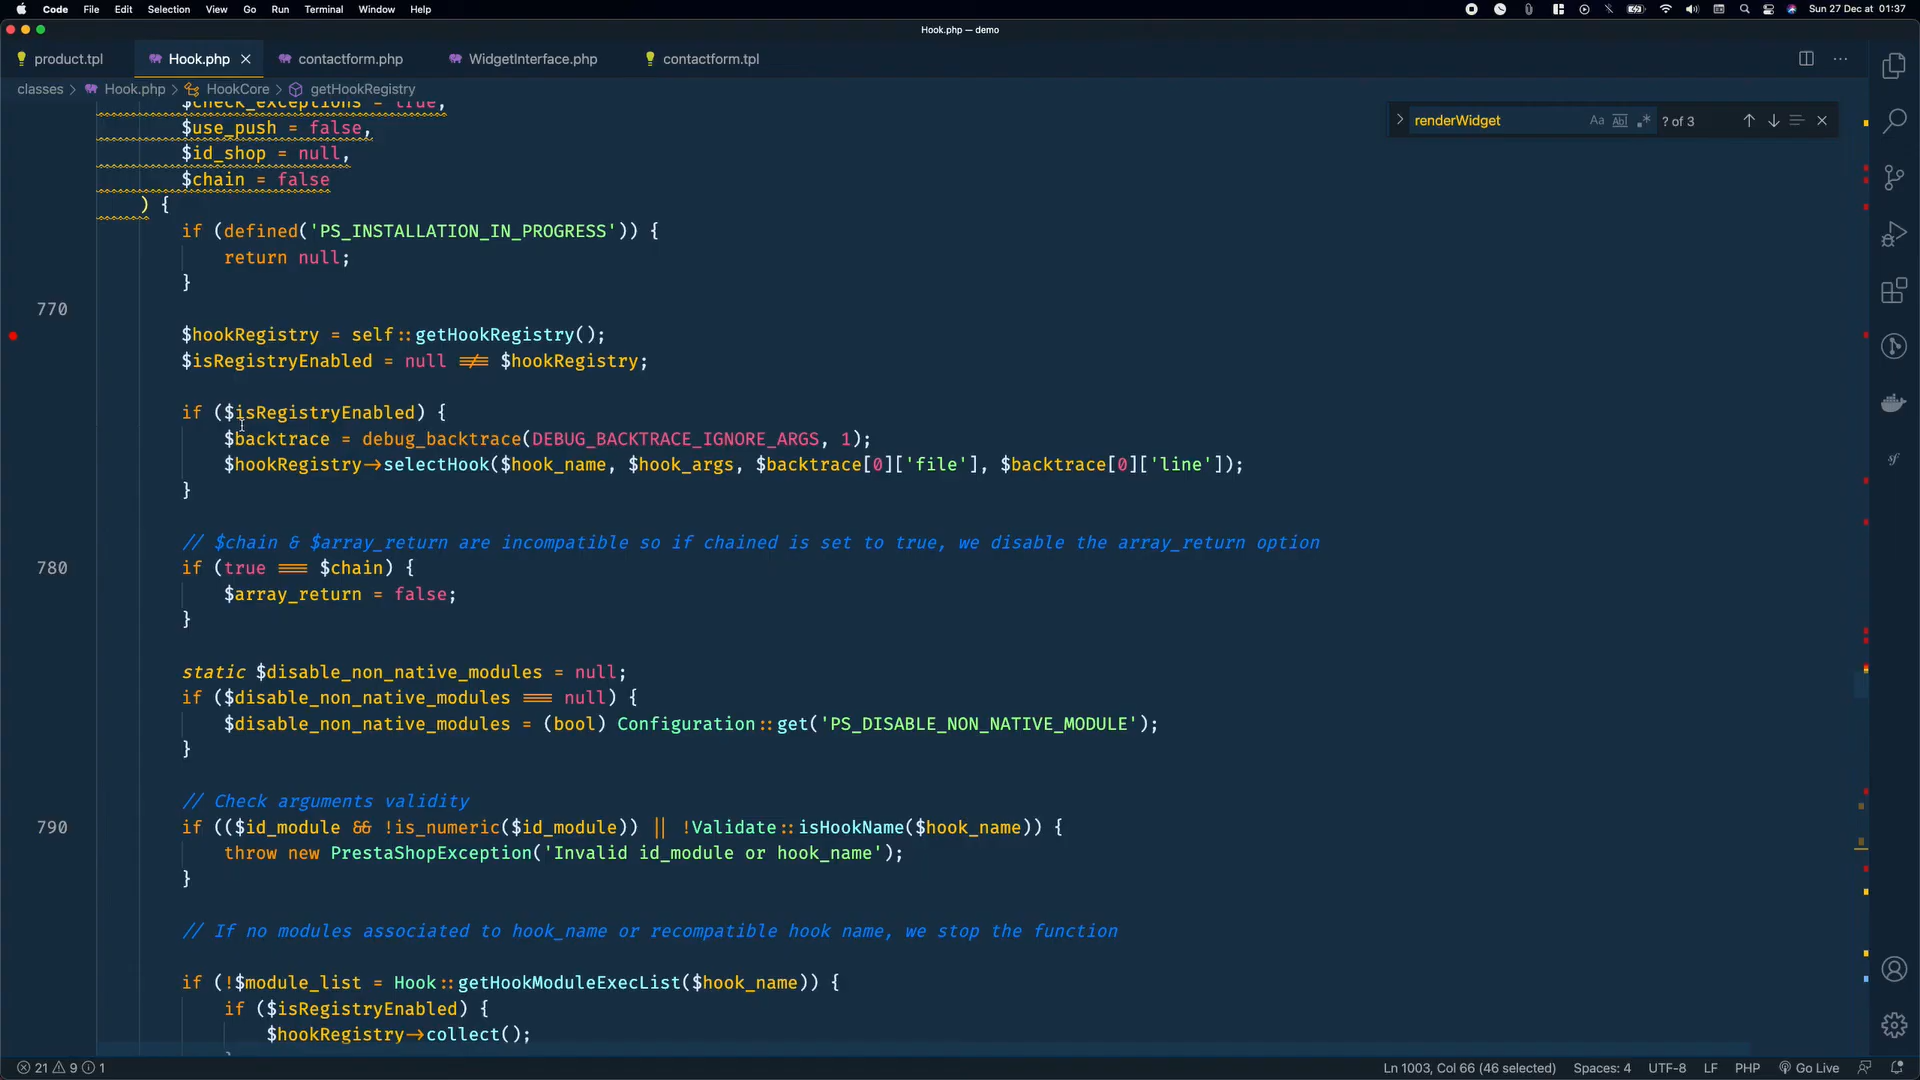 Code File Edit Selection View Go Run Terminal Window Help Sun 27 Dec at 01:37
Hook.php — demo
product.tpl Hook.php contactform.php WidgetInterface.php contactform.tpl
classes > Hook.php > HookCore > getHookRegistry
$check_exceptions = true,
renderWidget Aa Ab .* ? of 3
$use_push = false,
$id_shop = null,
$chain = false
) {
if (defined('PS_INSTALLATION_IN_PROGRESS')) {
return null;
}
770
$hookRegistry = self::getHookRegistry();
$isRegistryEnabled = null !== $hookRegistry;
if ($isRegistryEnabled) {
$backtrace = debug_backtrace(DEBUG_BACKTRACE_IGNORE_ARGS, 1);
$hookRegistry->selectHook($hook_name, $hook_args, $backtrace[0]['file'], $backtrace[0]['line']);
}
// $chain & $array_return are incompatible so if chained is set to true, we disable the array_return option
780 if (true === $chain) {
$array_return = false;
}
static $disable_non_native_modules = null;
if ($disable_non_native_modules === null) {
$disable_non_native_modules = (bool) Configuration::get('PS_DISABLE_NON_NATIVE_MODULE');
}
// Check arguments validity
790 if (($id_module && !is_numeric($id_module)) || !Validate::isHookName($hook_name)) {
throw new PrestaShopException('Invalid id_module or hook_name');
}
// If no modules associated to hook_name or recompatible hook name, we stop the function
if (!$module_list = Hook::getHookModuleExecList($hook_name)) {
if ($isRegistryEnabled) {
$hookRegistry->collect();
21 9 1 Ln 1003, Col 66 (46 selected) Spaces: 4 UTF-8 LF PHP Go Live